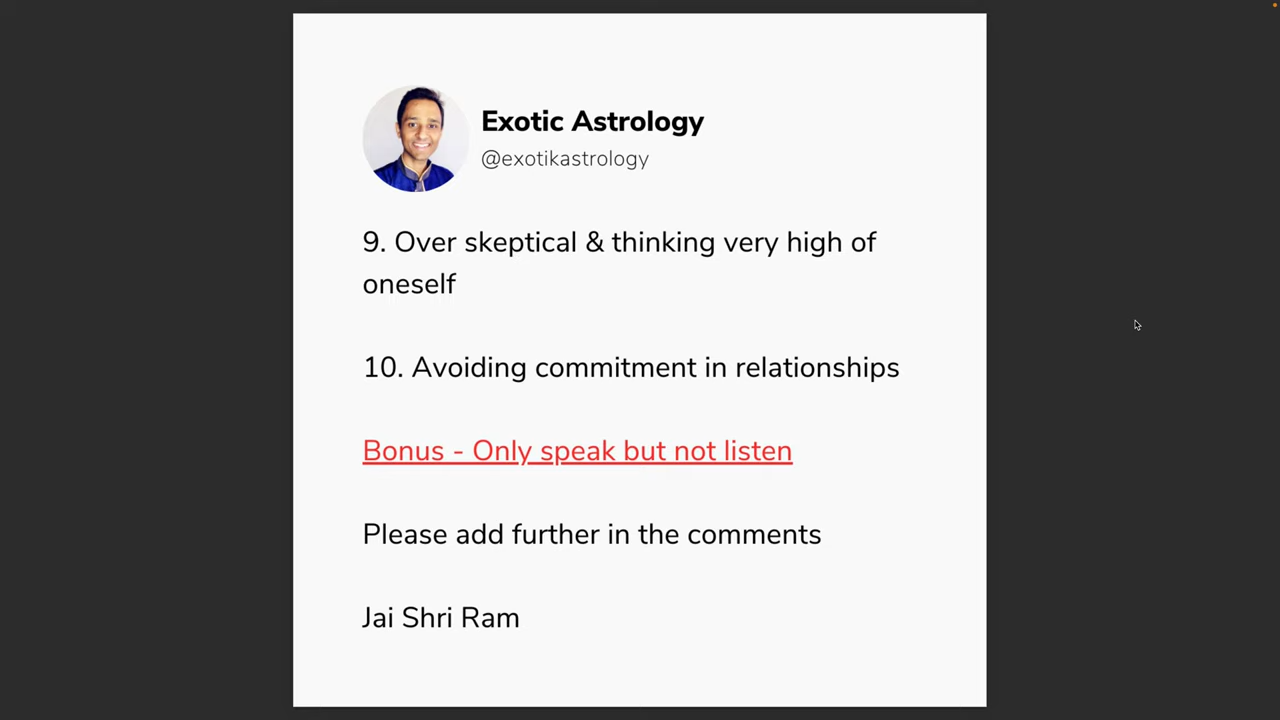 Exotic Astrology
@exotikastrology
9. Over skeptical & thinking very high of
oneself
10. Avoiding commitment in relationships
Bonus - Only speak but not listen
Please add further in the comments
Jai Shri Ram